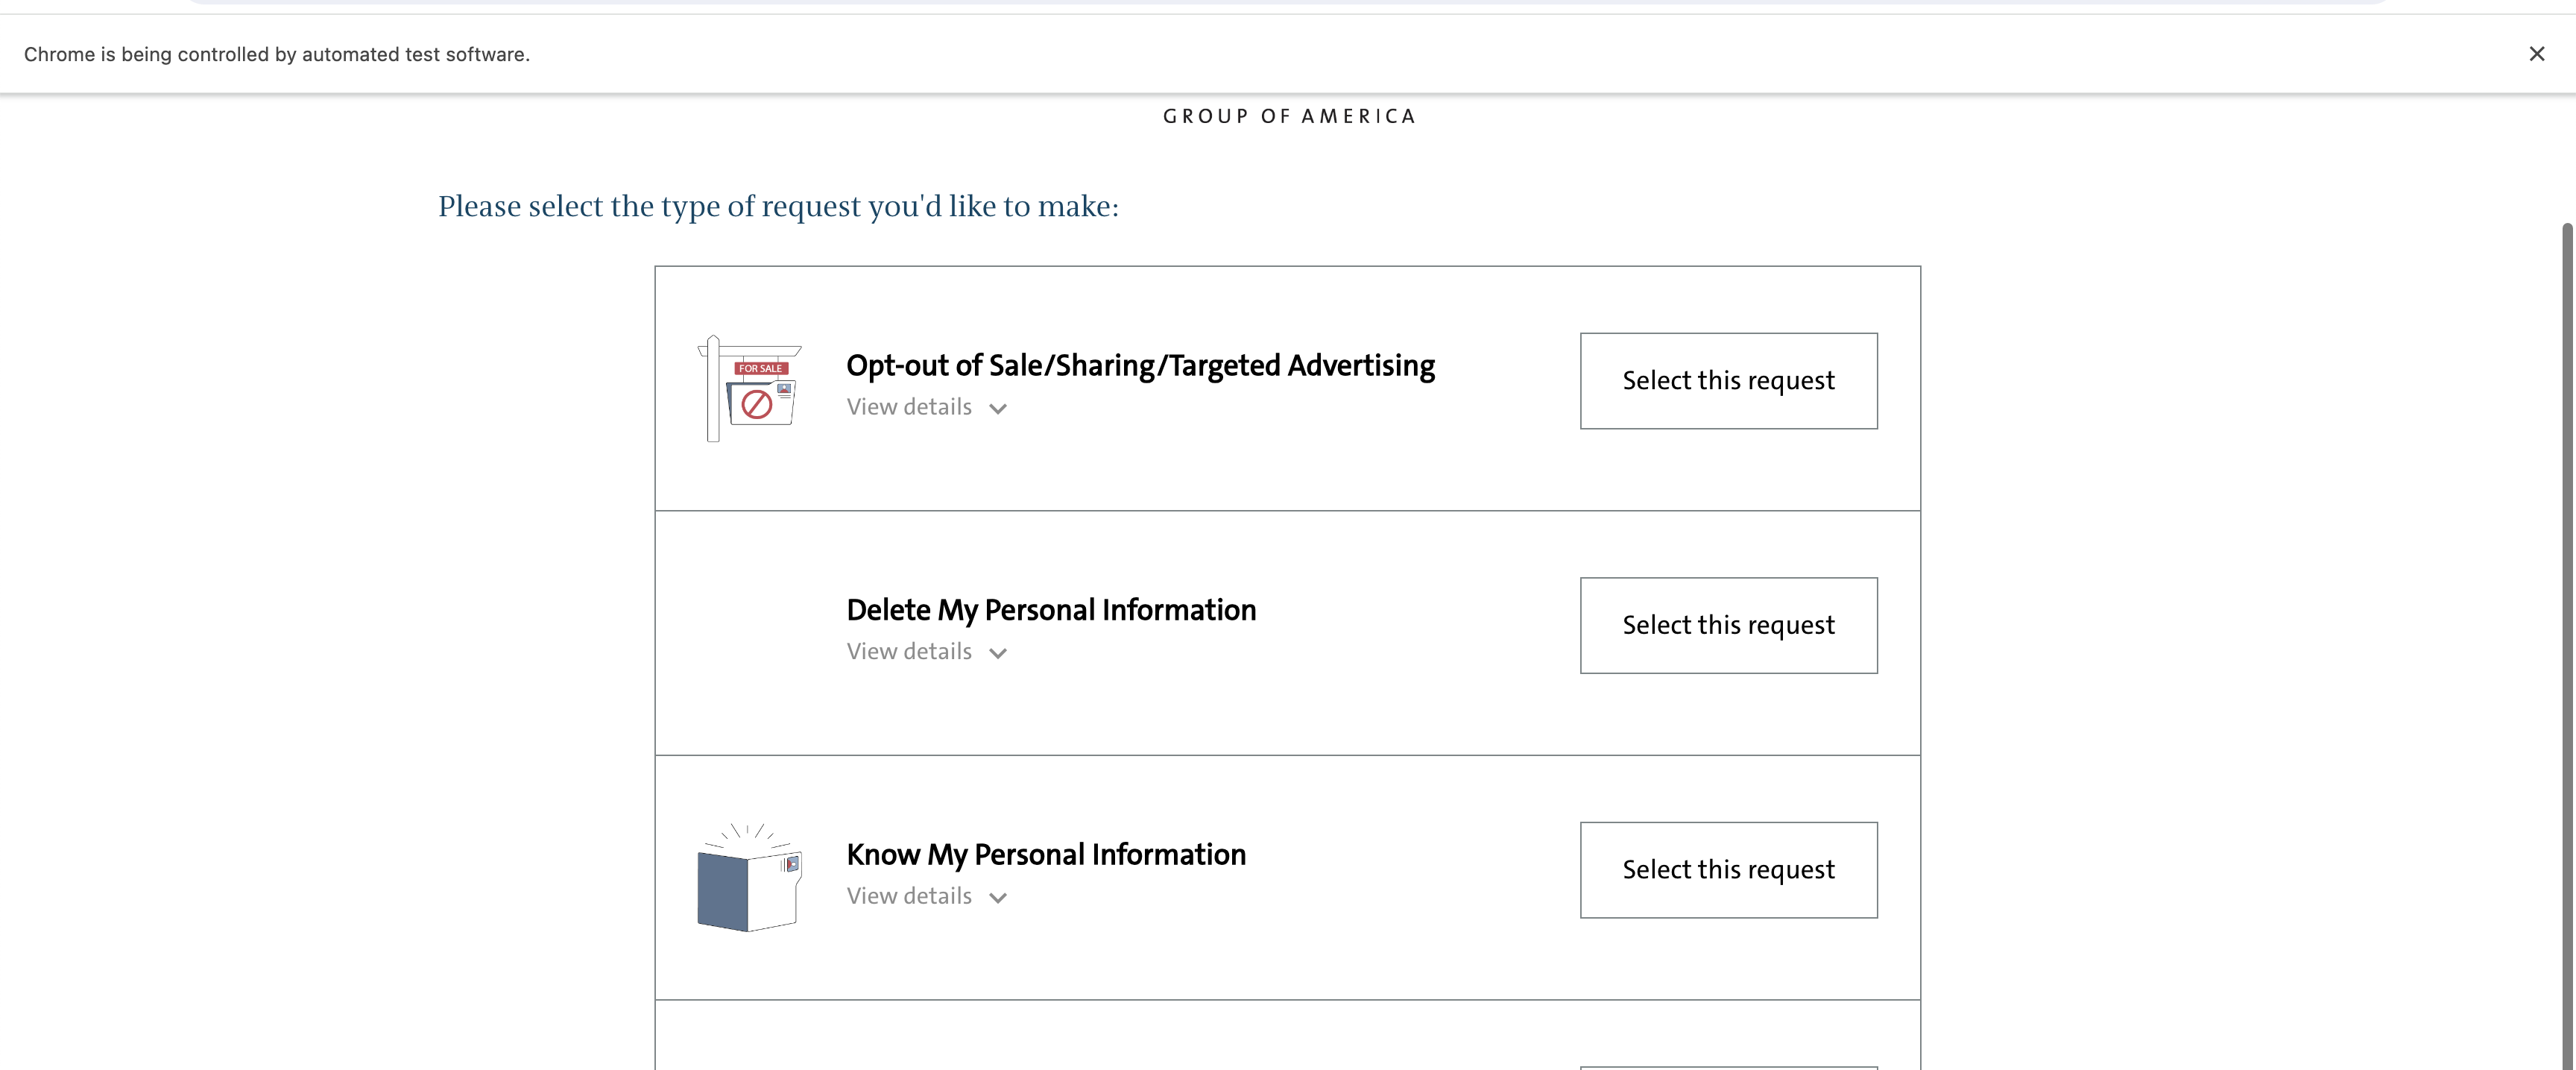 Chrome is being controlled by automated test software.
GROUP OF AMERICA
Please select the type of request you'd like to make:
FOR SALE
Opt-out of Sale/Sharing/Targeted Advertising
View details
Select this request
Delete My Personal Information
View details
Select this request
Know My Personal Information
View details
Select this request